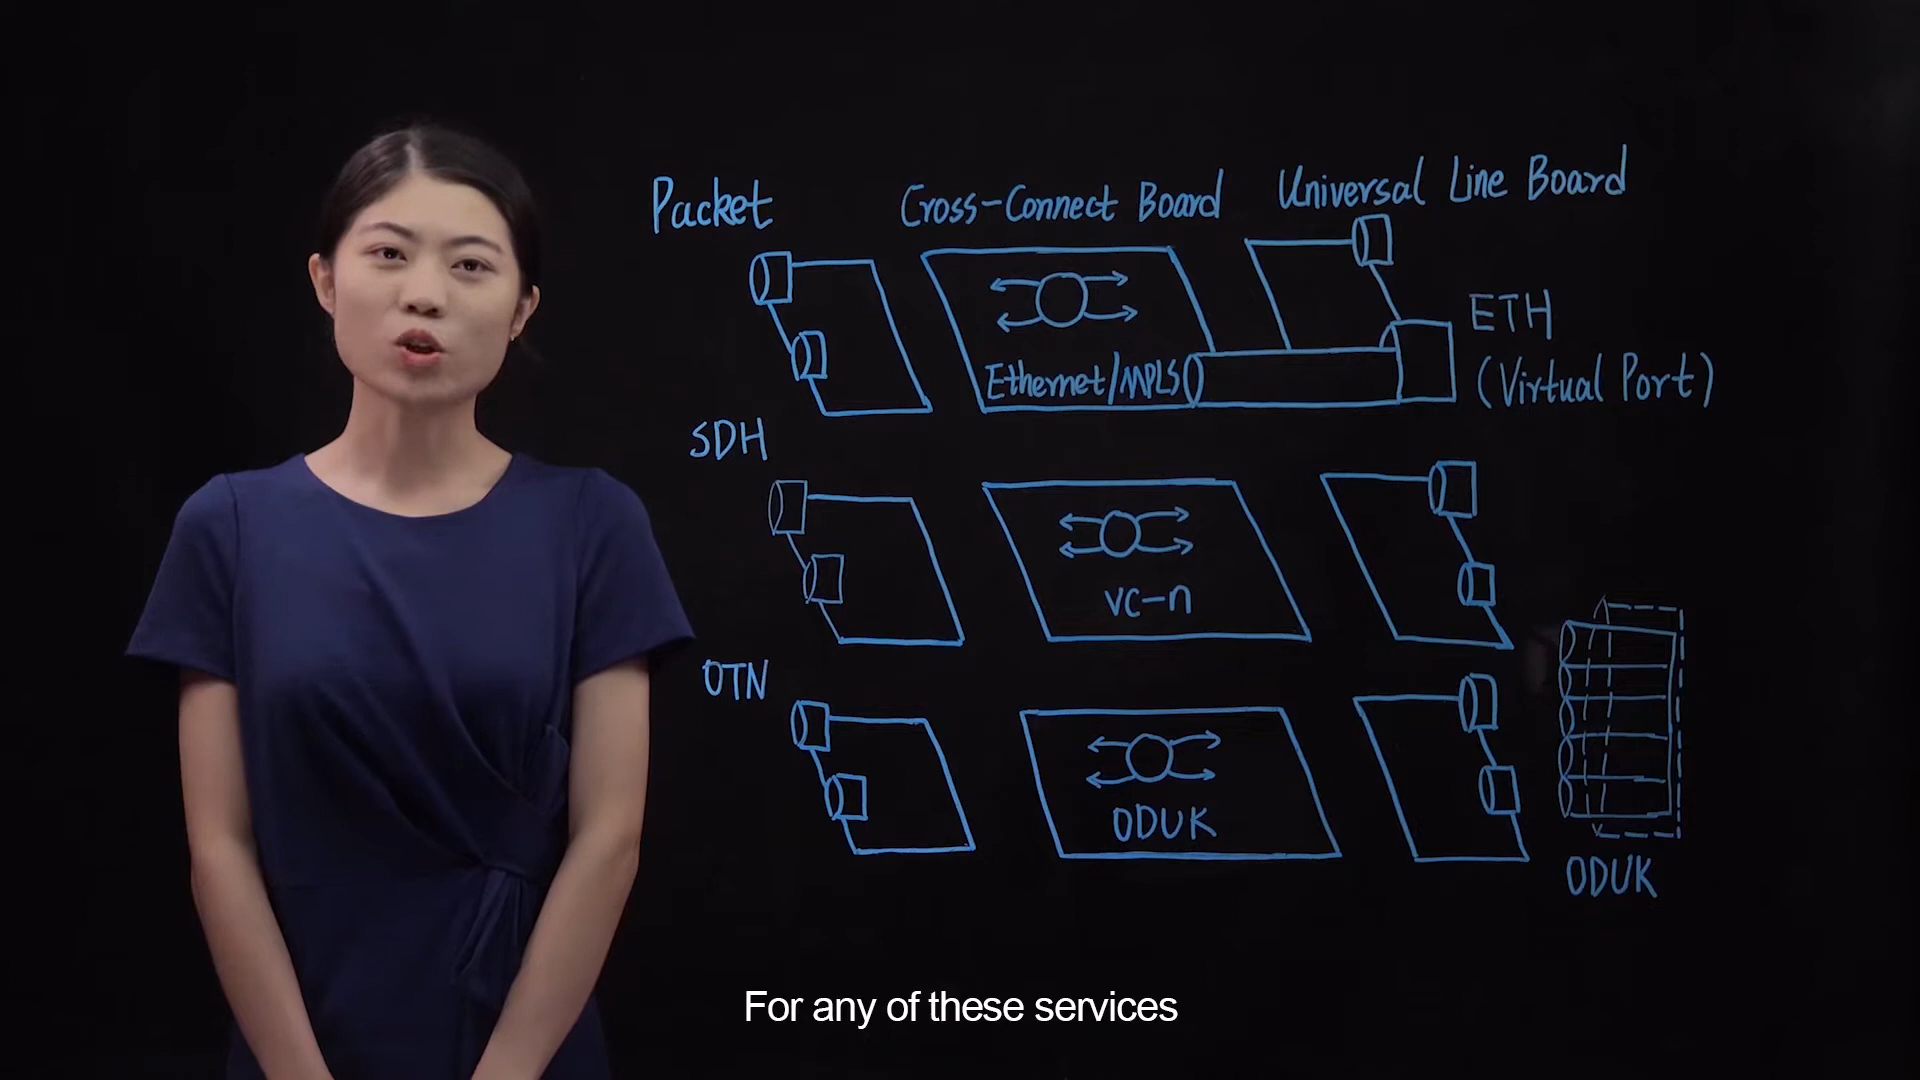 Packet
Cross-Connect Board
Universal Line Board
Ethernet/MPLS
ETH
(Virtual Port)
SDH
VC-n
OTN
ODUK
ODUK
For any of these services